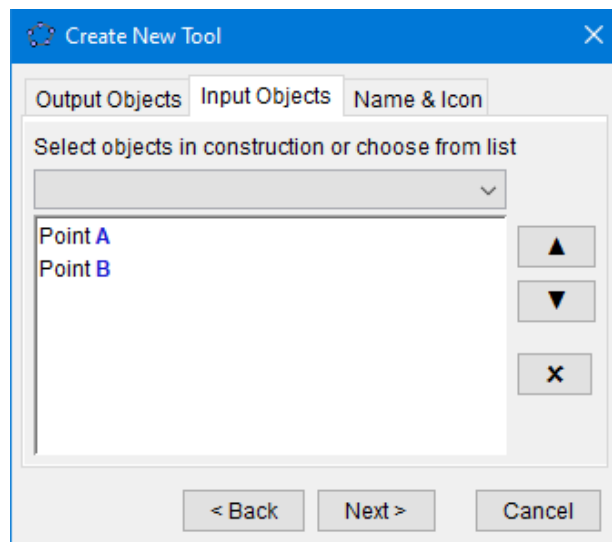 Create New Tool
Output Objects Input Objects Name & Icon
Select objects in construction or choose from list
Point A
Point B
< Back Next > Cancel